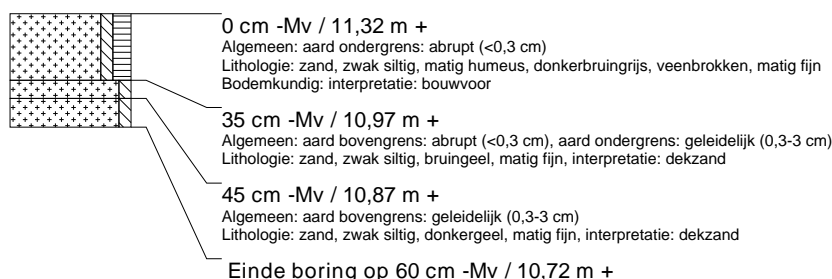 0 cm -Mv / 11,32 m +
Algemeen: aard ondergrens: abrupt (<0,3 cm)
Lithologie: zand, zwak siltig, matig humeus, donkerbruingrijs, veenbrokken, matig fijn
Bodemkundig: interpretatie: bouwvoor
35 cm -Mv / 10,97 m +
Algemeen: aard bovengrens: abrupt (<0,3 cm), aard ondergrens: geleidelijk (0,3-3 cm)
Lithologie: zand, zwak siltig, bruingeel, matig fijn, interpretatie: dekzand
45 cm -Mv / 10,87 m +
Algemeen: aard bovengrens: geleidelijk (0,3-3 cm)
Lithologie: zand, zwak siltig, donkergeel, matig fijn, interpretatie: dekzand
Einde boring op 60 cm -Mv / 10,72 m +